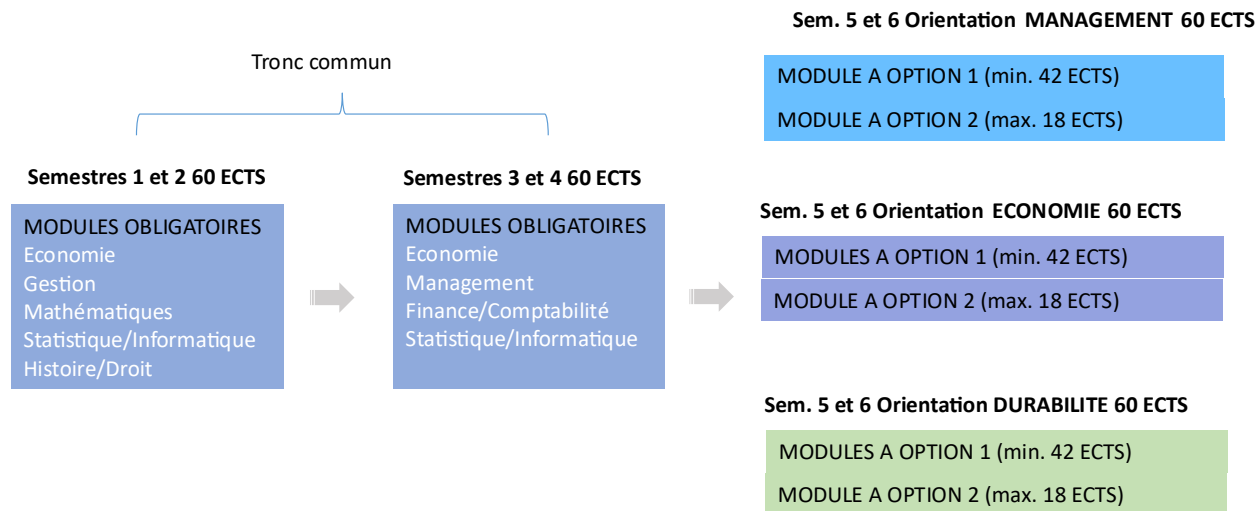 Tronc commun
Semestres 1 et 2 60 ECTS
MODULES OBLIGATOIRES
Economie
Gestion
Mathématiques
Statistique/Informatique
Histoire/Droit
Semestres 3 et 4 60 ECTS
MODULES OBLIGATOIRES
Economie
Management
Finance/Comptabilité
Statistique/Informatique
Sem. 5 et 6 Orientation MANAGEMENT 60 ECTS
MODULE A OPTION 1 (min. 42 ECTS)
MODULE A OPTION 2 (max. 18 ECTS)
Sem. 5 et 6 Orientation ECONOMIE 60 ECTS
MODULES A OPTION 1 (min. 42 ECTS)
MODULE A OPTION 2 (max. 18 ECTS)
Sem. 5 et 6 Orientation DURABILITE 60 ECTS
MODULES A OPTION 1 (min. 42 ECTS)
MODULE A OPTION 2 (max. 18 ECTS)